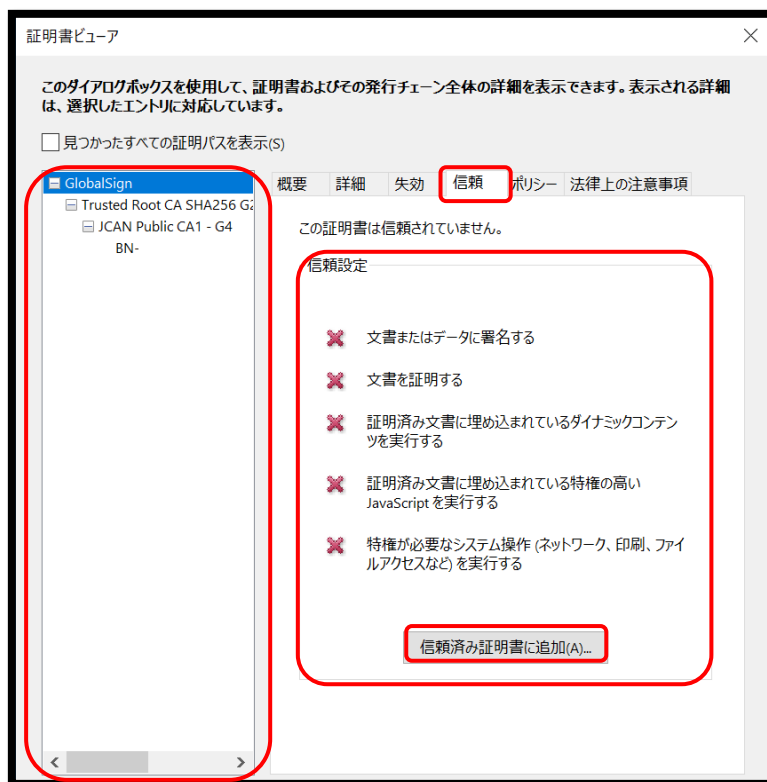 証明書ビューア
このダイアログボックスを使用して、証明書およびその発行チェーン全体の詳細を表示できます。表示される詳細
は、選択したエントリに対応しています。
見つかったすべての証明パスを表示(S)
GlobalSign
Trusted Root CA SHA256 G2
JCAN Public CA1 - G4
BN-
概要 詳細 失効 信頼 ポリシー 法律上の注意事項
この証明書は信頼されていません。
信頼設定
文書またはデータに署名する
文書を証明する
証明済み文書に埋め込まれているダイナミックコンテン
ツを実行する
証明済み文書に埋め込まれている特権の高い
JavaScript を実行する
特権が必要なシステム操作 (ネットワーク、印刷、ファイ
ルアクセスなど) を実行する
信頼済み証明書に追加(A)...